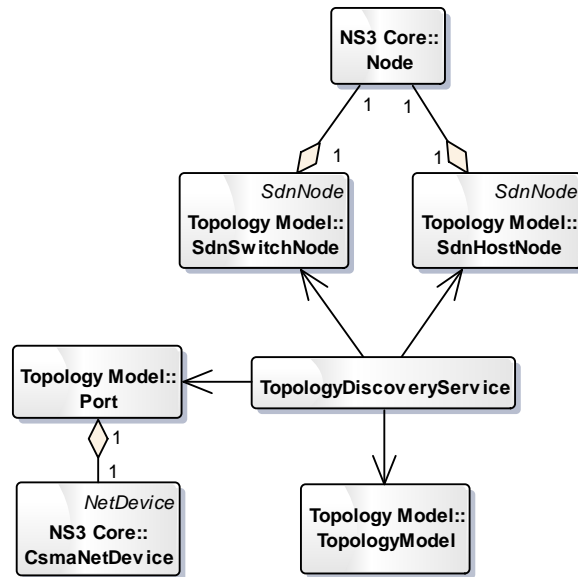 NS3 Core::
Node
1
1
1
1
SdnNode
Topology Model::
SdnSwitchNode
SdnNode
Topology Model::
SdnHostNode
Topology Model::
Port
TopologyDiscoveryService
1
1
NetDevice
NS3 Core::
CsmaNetDevice
Topology Model::
TopologyModel